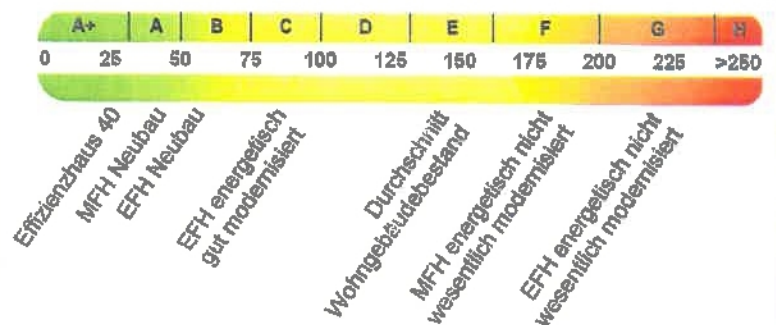 A+ A B C D E F G H
0 25 50 75 100 125 150 175 200 225 >250
Effizienzhaus 40
MFH Neubau
EFH Neubau
EFH energetisch
gut modernisiert
Durchschnitt
Wohngebäudebestand
MFH energetisch nicht
wesentlich modernisiert
EFH energetisch nicht
wesentlich modernisiert